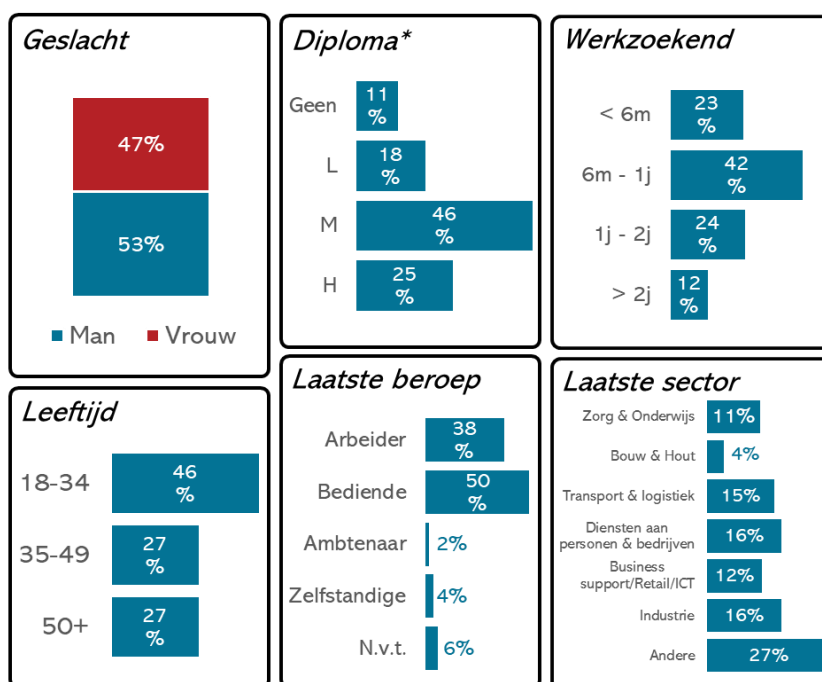 Geslacht
47%
53%
Man
Vrouw
Diploma*
Geen
11
%
L
18
%
M
46
%
H
25
%
Werkzoekend
< 6m
23
%
6m - 1j
42
%
1j - 2j
24
%
> 2j
12
%
Leeftijd
18-34
46
%
35-49
27
%
50+
27
%
Laatste beroep
Arbeider
38
%
Bediende
50
%
Ambtenaar
2%
Zelfstandige
4%
N.v.t.
6%
Laatste sector
Zorg & Onderwijs
11%
Bouw & Hout
4%
Transport & logistiek
15%
Diensten aan
personen & bedrijven
16%
Business
support/Retail/ICT
12%
Industrie
16%
Andere
27%